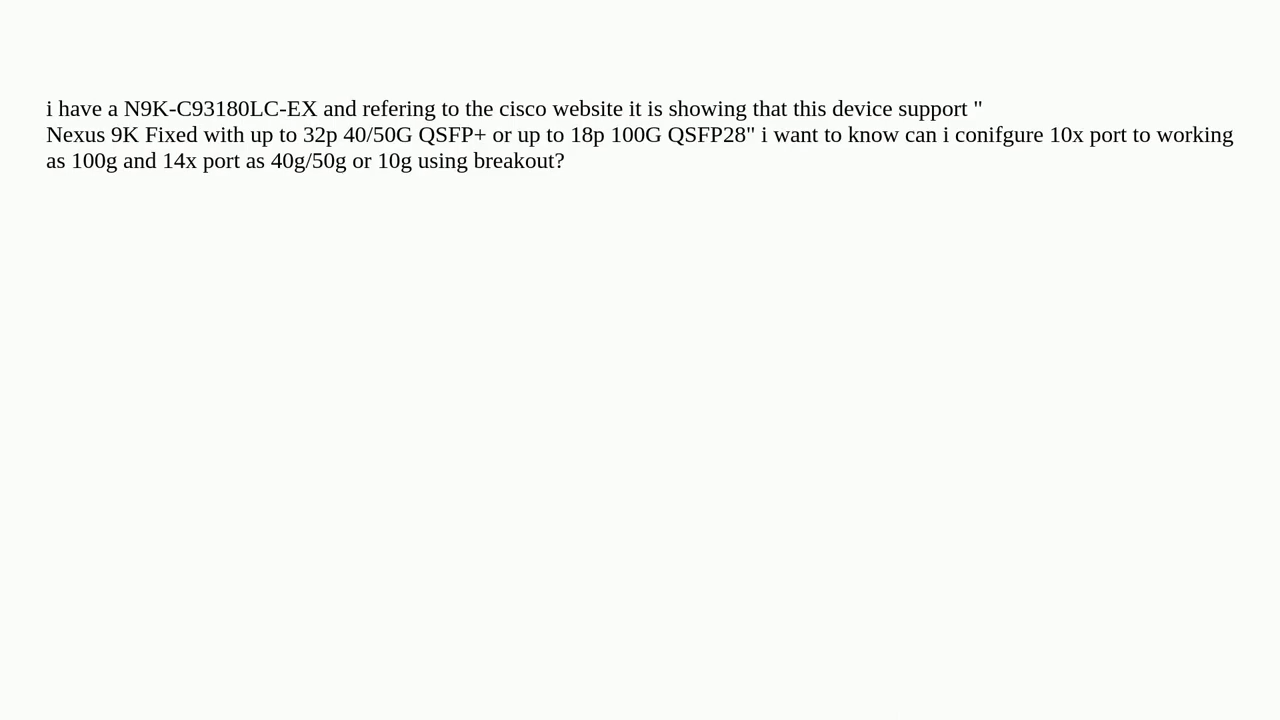 i have a N9K-C93180LC-EX and refering to the cisco website it is showing that this device support "
Nexus 9K Fixed with up to 32p 40/50G QSFP+ or up to 18p 100G QSFP28" i want to know can i conifgure 10x port to working
as 100g and 14x port as 40g/50g or 10g using breakout?